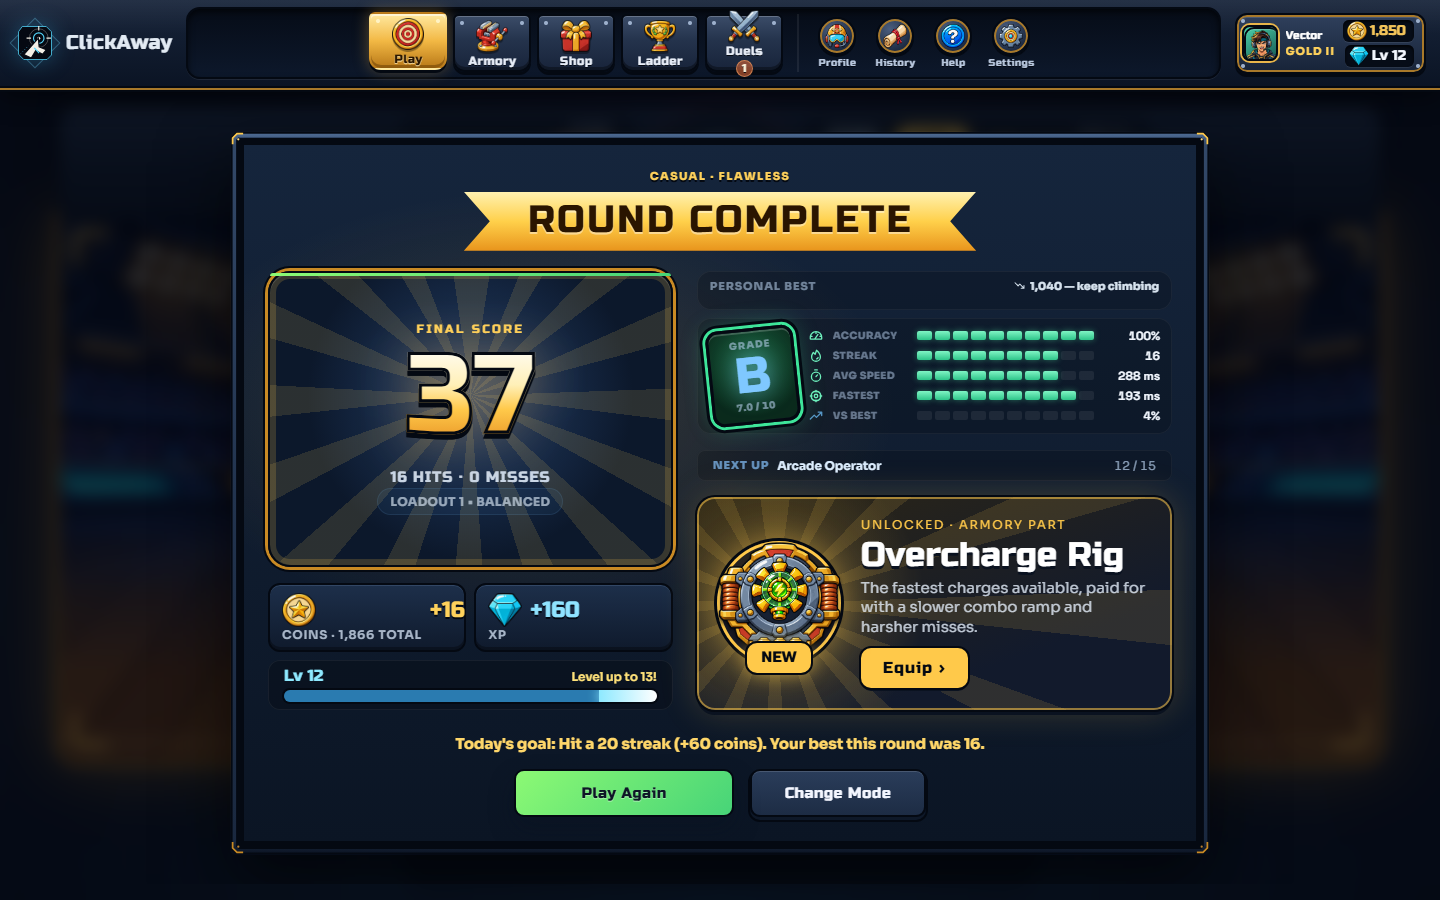 ClickAway
Play
Armory
Shop
Ladder
Duels
1
Profile
History
Help
Settings
Vector
GOLD II
1,850
Lv 12
CASUAL · FLAWLESS
ROUND COMPLETE
FINAL SCORE
37
16 HITS · 0 MISSES
LOADOUT 1 • BALANCED
+16
COINS · 1,866 TOTAL
+160
XP
Lv 12
Level up to 13!
PERSONAL BEST
1,040 — keep climbing
GRADE
B
7.0 / 10
ACCURACY 100%
STREAK 16
AVG SPEED 288 ms
FASTEST 193 ms
VS BEST 4%
NEXT UP Arcade Operator 12 / 15
UNLOCKED · ARMORY PART
Overcharge Rig
The fastest charges available, paid for
with a slower combo ramp and
harsher misses.
NEW
Equip ›
Today's goal: Hit a 20 streak (+60 coins). Your best this round was 16.
Play Again
Change Mode